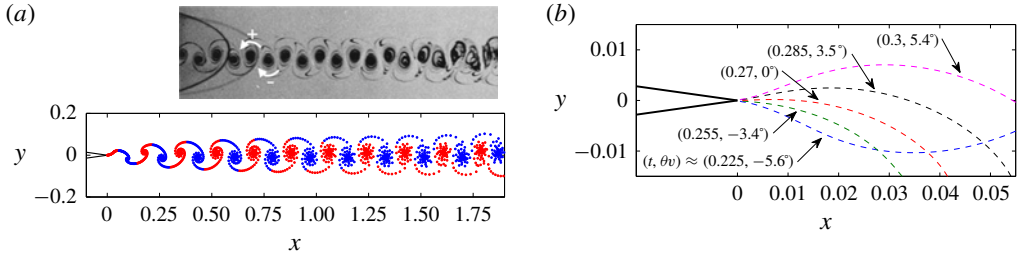 (a)
+
-
0.2
y
0
−0.2
0 0.25 0.50 0.75 1.00 1.25 1.50 1.75
x
(b)
0.01
y
0
−0.01
(0.3, 5.4°)
(0.285, 3.5°)
(0.27, 0°)
(0.255, −3.4°)
(t, θv) ≈ (0.225, −5.6°)
0 0.01 0.02 0.03 0.04 0.05
x